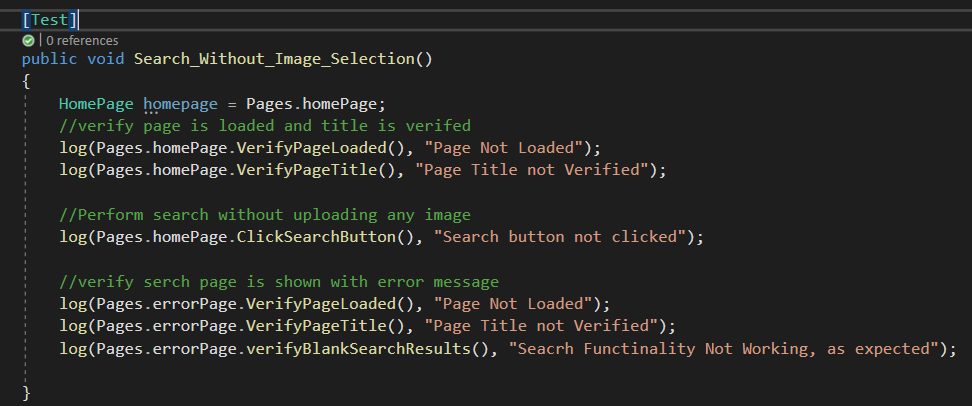 [Test]
| 0 references
public void Search_Without_Image_Selection()
{
HomePage homepage = Pages.homePage;
//verify page is loaded and title is verifed
log(Pages.homePage.VerifyPageLoaded(), "Page Not Loaded");
log(Pages.homePage.VerifyPageTitle(), "Page Title not Verified");
//Perform search without uploading any image
log(Pages.homePage.ClickSearchButton(), "Search button not clicked");
//verify serch page is shown with error message
log(Pages.errorPage.VerifyPageLoaded(), "Page Not Loaded");
log(Pages.errorPage.VerifyPageTitle(), "Page Title not Verified");
log(Pages.errorPage.verifyBlankSearchResults(), "Seacrh Functinality Not Working, as expected");
}